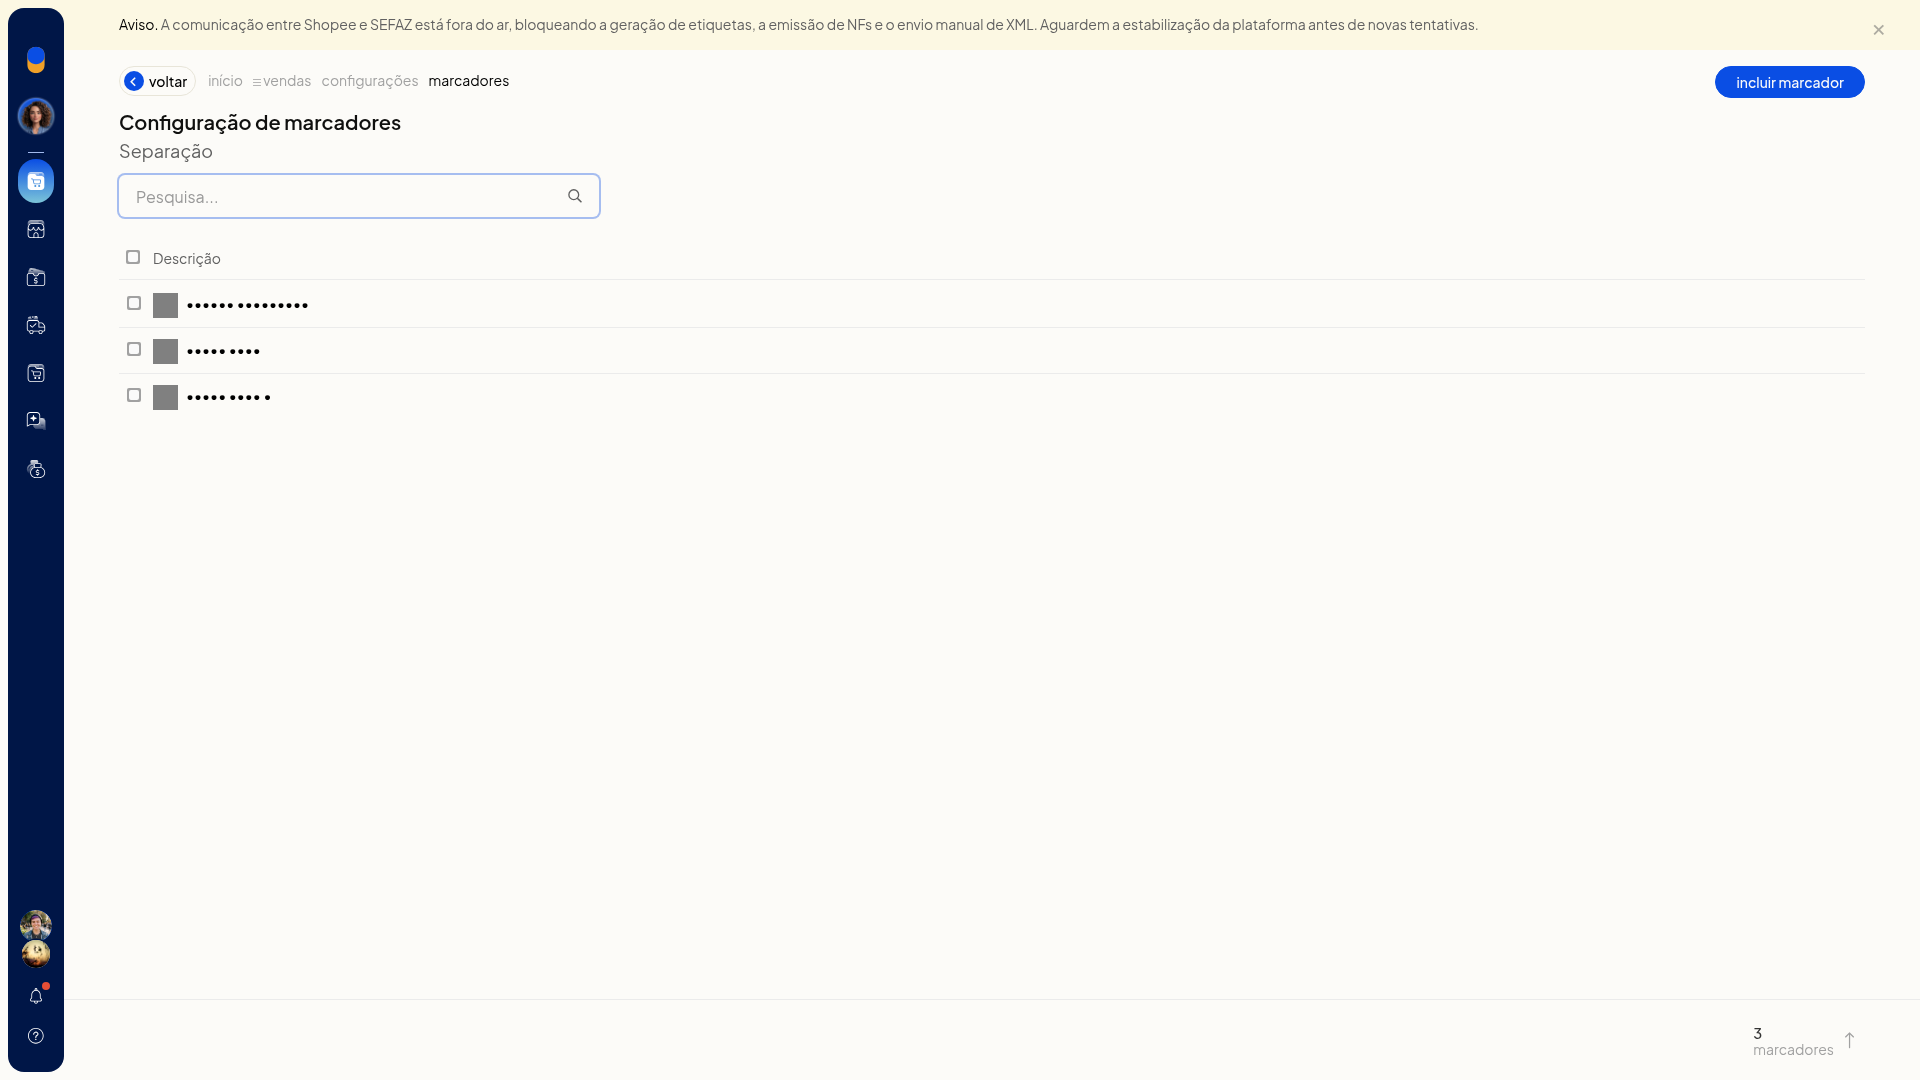 Aviso. A comunicação entre Shopee e SEFAZ está fora do ar, bloqueando a geração de etiquetas, a emissão de NFs e o envio manual de XML. Aguardem a estabilização da plataforma antes de novas tentativas.
voltar início vendas configurações marcadores
incluir marcador
Configuração de marcadores
Separação
Pesquisa...
Descrição
•••••• •••••••••
••••• ••••
••••• •••• •
3
marcadores